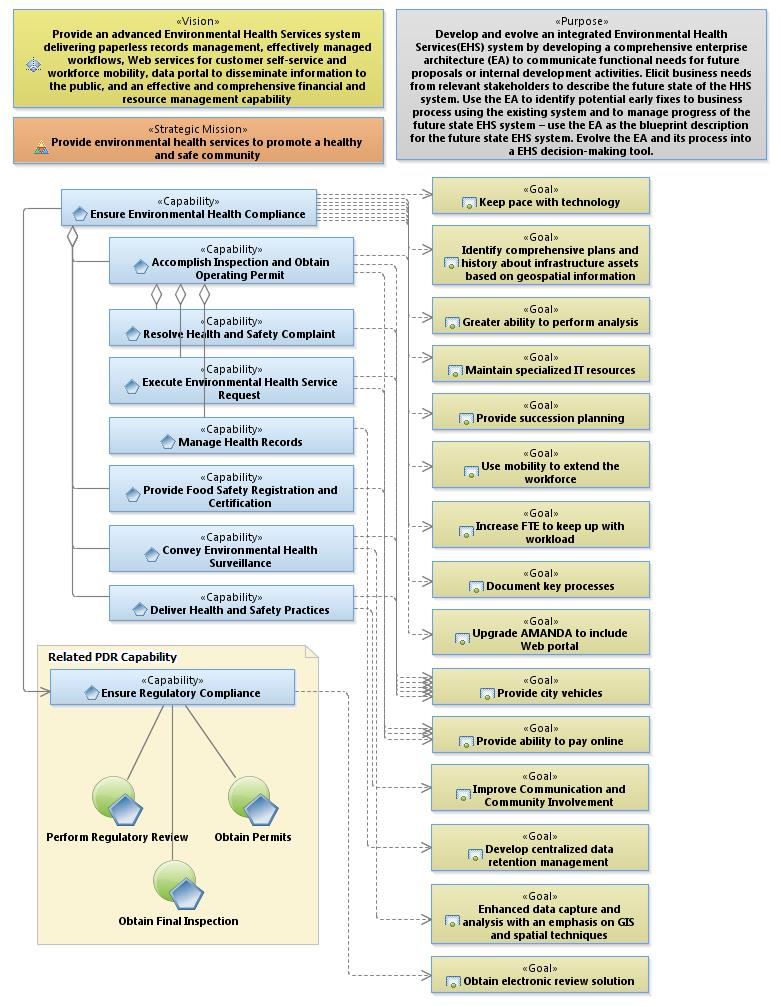 «Vision»
Provide an advanced Environmental Health Services system
delivering paperless records management, effectively managed
workflows, Web services for customer self-service and
workforce mobility, data portal to disseminate information to
the public, and an effective and comprehensive financial and
resource management capability
«Strategic Mission»
Provide environmental health services to promote a healthy
and safe community
«Purpose»
Develop and evolve an integrated Environmental Health
Services(EHS) system by developing a comprehensive enterprise
architecture (EA) to communicate functional needs for future
proposals or internal development activities. Elicit business needs
from relevant stakeholders to describe the future state of the HHS
system. Use the EA to identify potential early fixes to business
process using the existing system and to manage progress of the
future state EHS system – use the EA as the blueprint description
for the future state EHS system. Evolve the EA and its process into
a EHS decision-making tool.
«Capability»
Ensure Environmental Health Compliance
«Capability»
Accomplish Inspection and Obtain
Operating Permit
«Capability»
Resolve Health and Safety Complaint
«Capability»
Execute Environmental Health Service
Request
«Capability»
Manage Health Records
«Capability»
Provide Food Safety Registration and
Certification
«Capability»
Convey Environmental Health
Surveillance
«Capability»
Deliver Health and Safety Practices
Related PDR Capability
«Capability»
Ensure Regulatory Compliance
Perform Regulatory Review
Obtain Permits
Obtain Final Inspection
«Goal»
Keep pace with technology
«Goal»
Identify comprehensive plans and
history about infrastructure assets
based on geospatial information
«Goal»
Greater ability to perform analysis
«Goal»
Maintain specialized IT resources
«Goal»
Provide succession planning
«Goal»
Use mobility to extend the
workforce
«Goal»
Increase FTE to keep up with
workload
«Goal»
Document key processes
«Goal»
Upgrade AMANDA to include
Web portal
«Goal»
Provide city vehicles
«Goal»
Provide ability to pay online
«Goal»
Improve Communication and
Community Involvement
«Goal»
Develop centralized data
retention management
«Goal»
Enhanced data capture and
analysis with an emphasis on GIS
and spatial techniques
«Goal»
Obtain electronic review solution